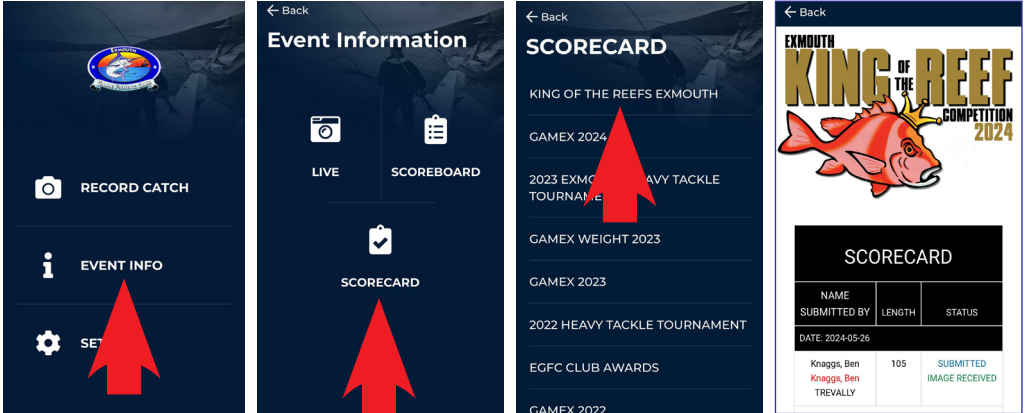 EXMOUTH
RECORD CATCH
EVENT INFO
Back
Event Information
LIVE
SCOREBOARD
SCORECARD
Back
SCORECARD
KING OF THE REEFS EXMOUTH
GAMEX 2024
2023 EXMO AVY TACKLE
TOURNAME
GAMEX WEIGHT 2023
GAMEX 2023
2022 HEAVY TACKLE TOURNAMENT
EGFC CLUB AWARDS
GAMEX 2022
Back
EXMOUTH
KING OF THE REEF
COMPETITION
2024
SCORECARD
NAME
SUBMITTED BY LENGTH STATUS
DATE: 2024-05-26
Knaggs, Ben 105 SUBMITTED
Knaggs, Ben IMAGE RECEIVED
TREVALLY